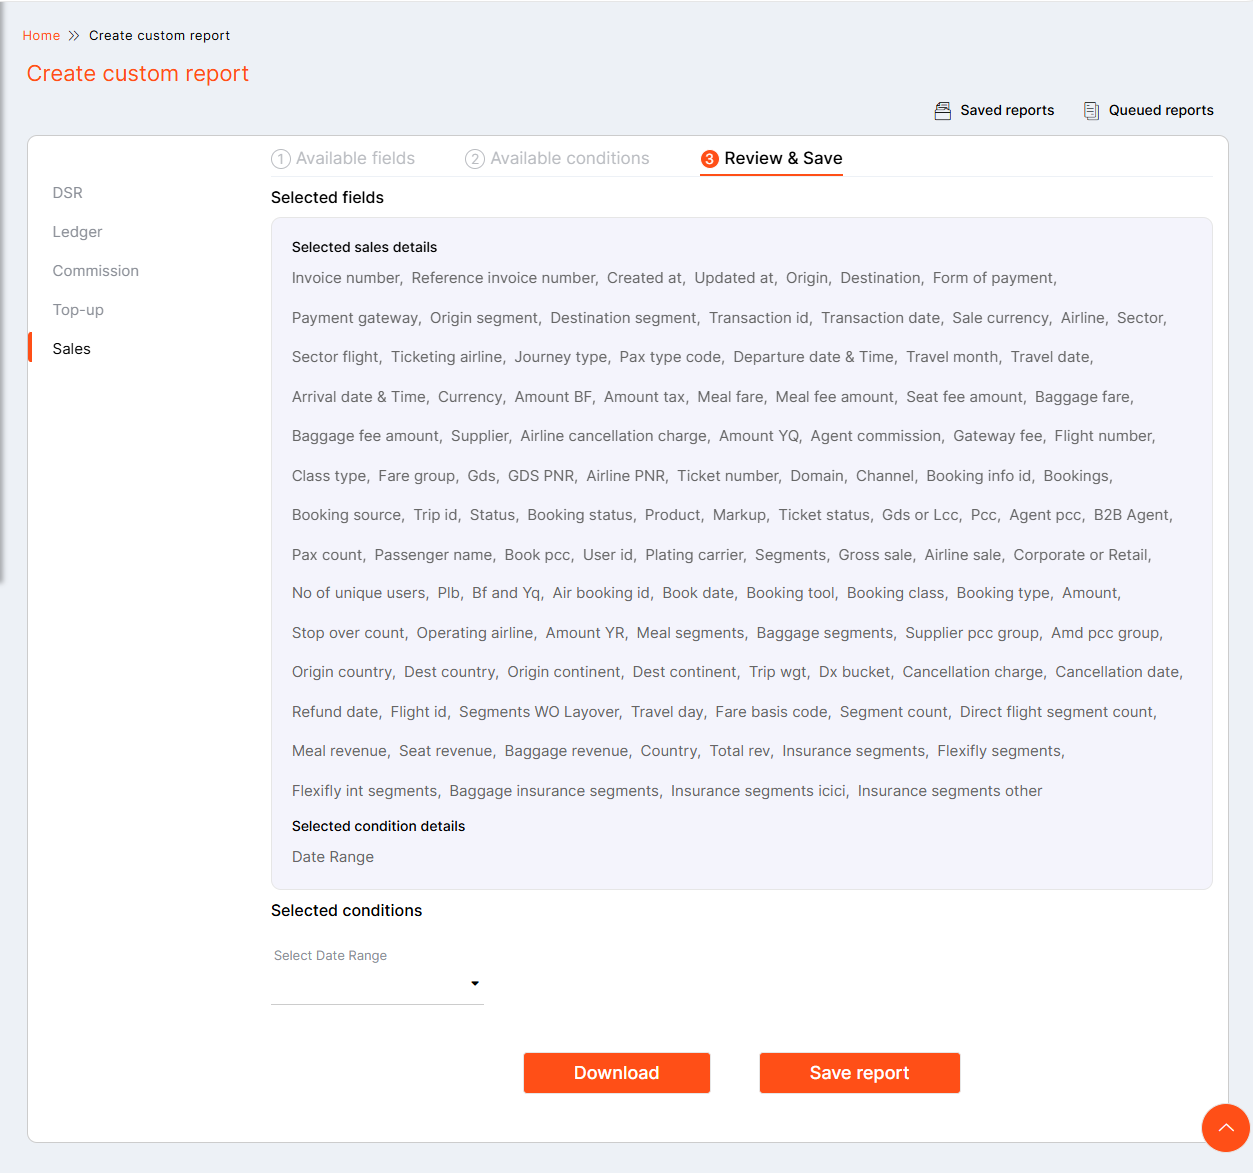 Home Create custom report
Create custom report
Saved reports Queued reports
1 Available fields 2 Available conditions 3 Review & Save
DSR
Ledger
Commission
Top-up
Sales
Selected fields
Selected sales details
Invoice number, Reference invoice number, Created at, Updated at, Origin, Destination, Form of payment,
Payment gateway, Origin segment, Destination segment, Transaction id, Transaction date, Sale currency, Airline, Sector,
Sector flight, Ticketing airline, Journey type, Pax type code, Departure date & Time, Travel month, Travel date,
Arrival date & Time, Currency, Amount BF, Amount tax, Meal fare, Meal fee amount, Seat fee amount, Baggage fare,
Baggage fee amount, Supplier, Airline cancellation charge, Amount YQ, Agent commission, Gateway fee, Flight number,
Class type, Fare group, Gds, GDS PNR, Airline PNR, Ticket number, Domain, Channel, Booking info id, Bookings,
Booking source, Trip id, Status, Booking status, Product, Markup, Ticket status, Gds or Lcc, Pcc, Agent pcc, B2B Agent,
Pax count, Passenger name, Book pcc, User id, Plating carrier, Segments, Gross sale, Airline sale, Corporate or Retail,
No of unique users, Plb, Bf and Yq, Air booking id, Book date, Booking tool, Booking class, Booking type, Amount,
Stop over count, Operating airline, Amount YR, Meal segments, Baggage segments, Supplier pcc group, Amd pcc group,
Origin country, Dest country, Origin continent, Dest continent, Trip wgt, Dx bucket, Cancellation charge, Cancellation date,
Refund date, Flight id, Segments WO Layover, Travel day, Fare basis code, Segment count, Direct flight segment count,
Meal revenue, Seat revenue, Baggage revenue, Country, Total rev, Insurance segments, Flexifly segments,
Flexifly int segments, Baggage insurance segments, Insurance segments icici, Insurance segments other
Selected condition details
Date Range
Selected conditions
Select Date Range
Download Save report